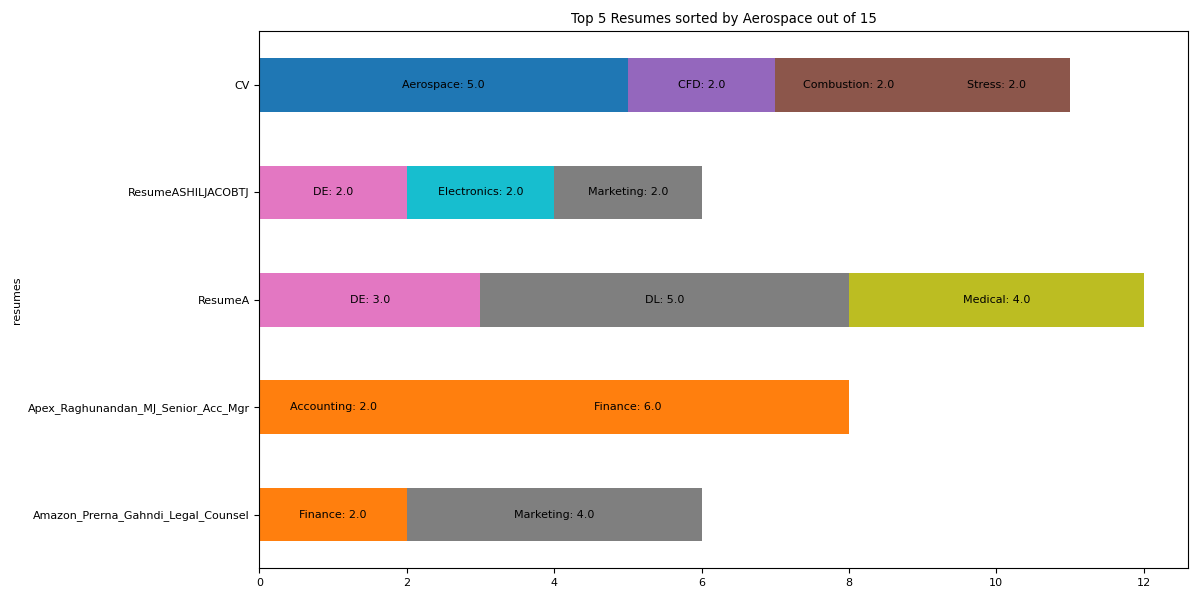 Top 5 Resumes sorted by Aerospace out of 15
CV
Aerospace: 5.0
CFD: 2.0
Combustion: 2.0
Stress: 2.0
ResumeASHILJACOBTJ
DE: 2.0
Electronics: 2.0
Marketing: 2.0
resumes
ResumeA
DE: 3.0
DL: 5.0
Medical: 4.0
Apex_Raghunandan_MJ_Senior_Acc_Mgr
Accounting: 2.0
Finance: 6.0
Amazon_Prerna_Gahndi_Legal_Counsel
Finance: 2.0
Marketing: 4.0
0 2 4 6 8 10 12